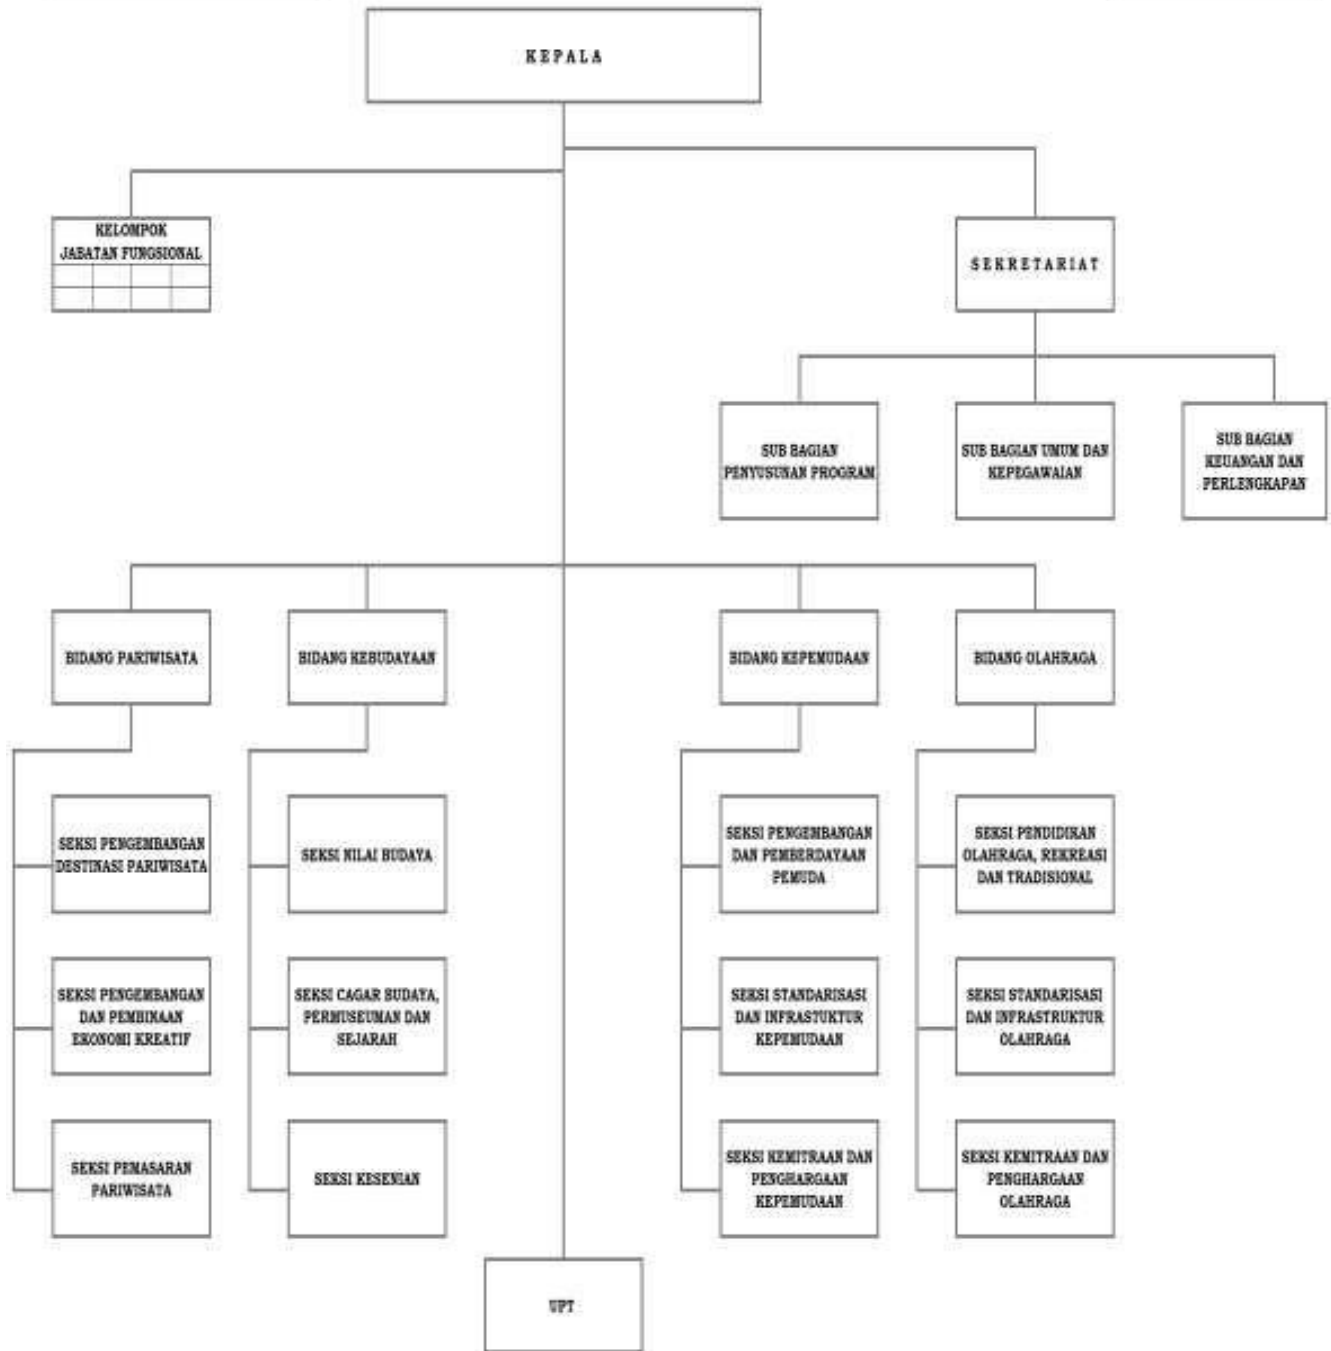 KEPALA
KELOMPOK
JABATAN FUNGSIONAL
SEKRETARIAT
SUB BAGIAN
PENYUSUNAN PROGRAM
SUB BAGIAN UMUM DAN
KEPEGAWAIAN
SUB BAGIAN
KEUANGAN DAN
PERLENGKAPAN
BIDANG PARIWISATA
BIDANG KEBUDAYAAN
BIDANG KEPEMUDAAN
BIDANG OLAHRAGA
SEKSI PENGEMBANGAN
DESTINASI PARIWISATA
SEKSI NILAI BUDAYA
SEKSI PENGEMBANGAN
DAN PEMBERDAYAAN
PEMUDA
SEKSI PENDIDIKAN
OLAHRAGA, REKREASI
DAN TRADISIONAL
SEKSI PENGEMBANGAN
DAN PEMBINAAN
EKONOMI KREATIF
SEKSI CAGAR BUDAYA,
PERMUSEUMAN DAN
SEJARAH
SEKSI STANDARISASI
DAN INFRASTUKTUR
KEPEMUDAAN
SEKSI STANDARISASI
DAN INFRASTRUKTUR
OLAHRAGA
SEKSI PEMASARAN
PARIWISATA
SEKSI KESENIAN
SEKSI KEMITRAAN DAN
PENGHARGAAN
KEPEMUDAAN
SEKSI KEMITRAAN DAN
PENGHARGAAN
OLAHRAGA
UPT